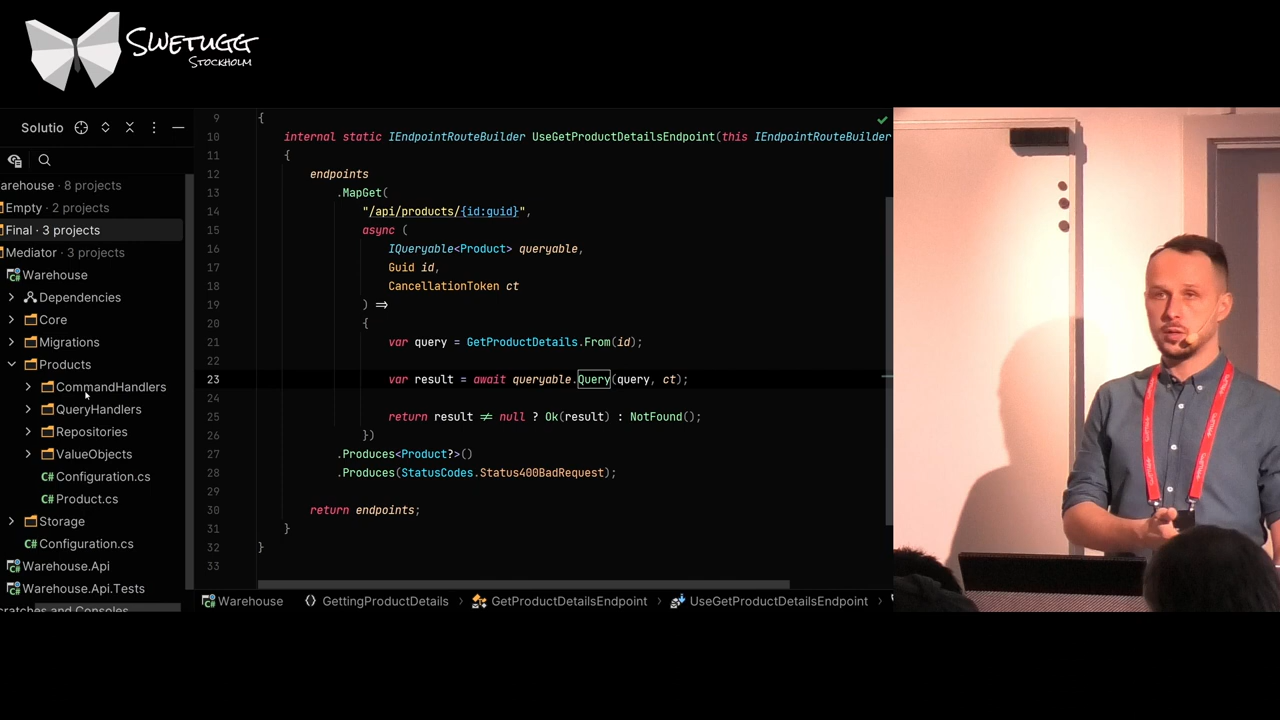 SWETUGG
STOCKHOLM
Solutio
arehouse · 8 projects
Empty · 2 projects
Final · 3 projects
Mediator · 3 projects
Warehouse
Dependencies
Core
Migrations
Products
CommandHandlers
QueryHandlers
Repositories
ValueObjects
C# Configuration.cs
C# Product.cs
Storage
C# Configuration.cs
Warehouse.Api
Warehouse.Api.Tests
cratches and Consoles
9 {
10 internal static IEndpointRouteBuilder UseGetProductDetailsEndpoint(this IEndpointRouteBuilder
11 {
12 endpoints
13 .MapGet(
14 "/api/products/{id:guid}",
15 async (
16 IQueryable<Product> queryable,
17 Guid id,
18 CancellationToken ct
19 ) =>
20 {
21 var query = GetProductDetails.From(id);
22
23 var result = await queryable.Query(query, ct);
24
25 return result != null ? Ok(result) : NotFound();
26 })
27 .Produces<Product?>()
28 .Produces(StatusCodes.Status400BadRequest);
29
30 return endpoints;
31 }
32 }
33
Warehouse GettingProductDetails > GetProductDetailsEndpoint > UseGetProductDetailsEndpoint >